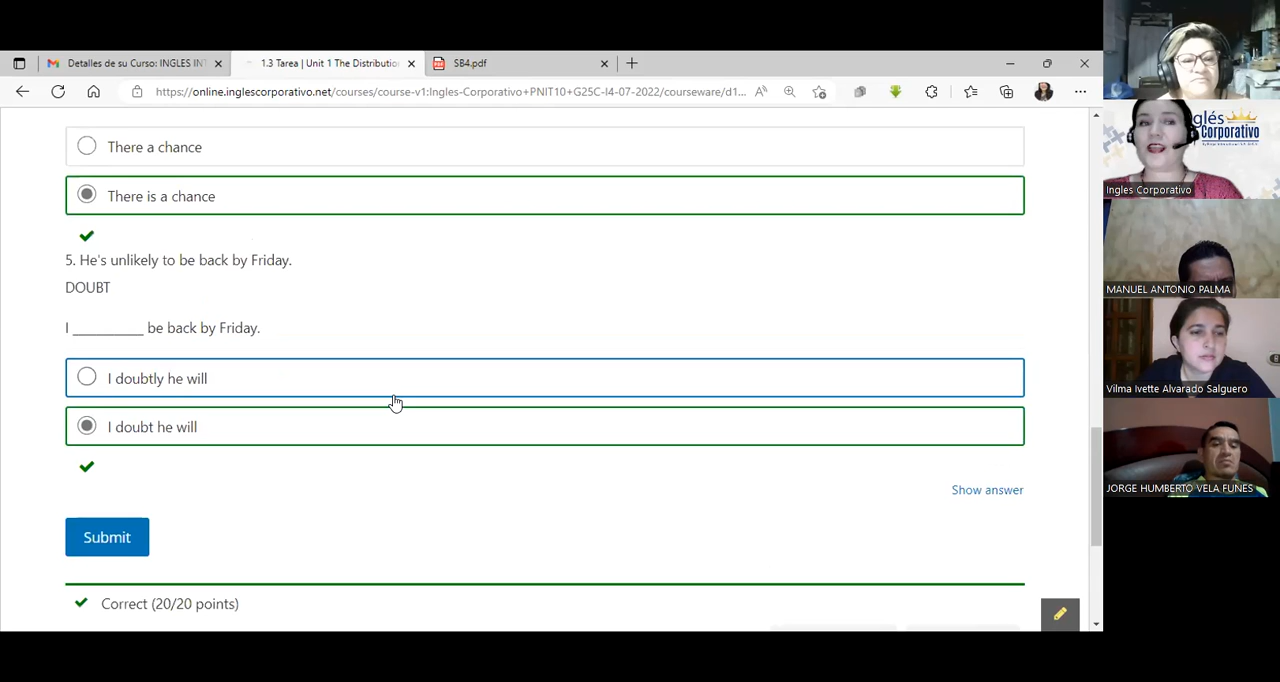 Detalles de su Curso: INGLES IN
1.3 Tarea | Unit 1 The Distributio
SB4.pdf
https://online.inglescorporativo.net/courses/course-v1:Ingles-Corporativo+PNIT10+G25C-I4-07-2022/courseware/d1...
There a chance
There is a chance
5. He's unlikely to be back by Friday.
DOUBT
I __________ be back by Friday.
I doubtly he will
I doubt he will
Show answer
Submit
Correct (20/20 points)
glés
Corporativo
Ingles Corporativo
MANUEL ANTONIO PALMA
Vilma Ivette Alvarado Salguero
JORGE HUMBERTO VELA FUNES